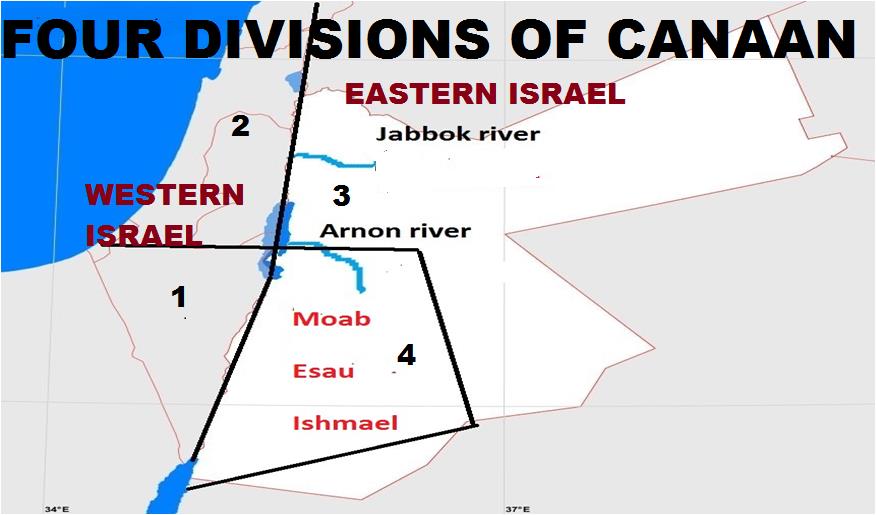 FOUR DIVISIONS OF CANAAN
EASTERN ISRAEL
2
Jabbok river
WESTERN
ISRAEL
3
Arnon river
1
Moab
4
Esau
Ishmael
34°E
37°E